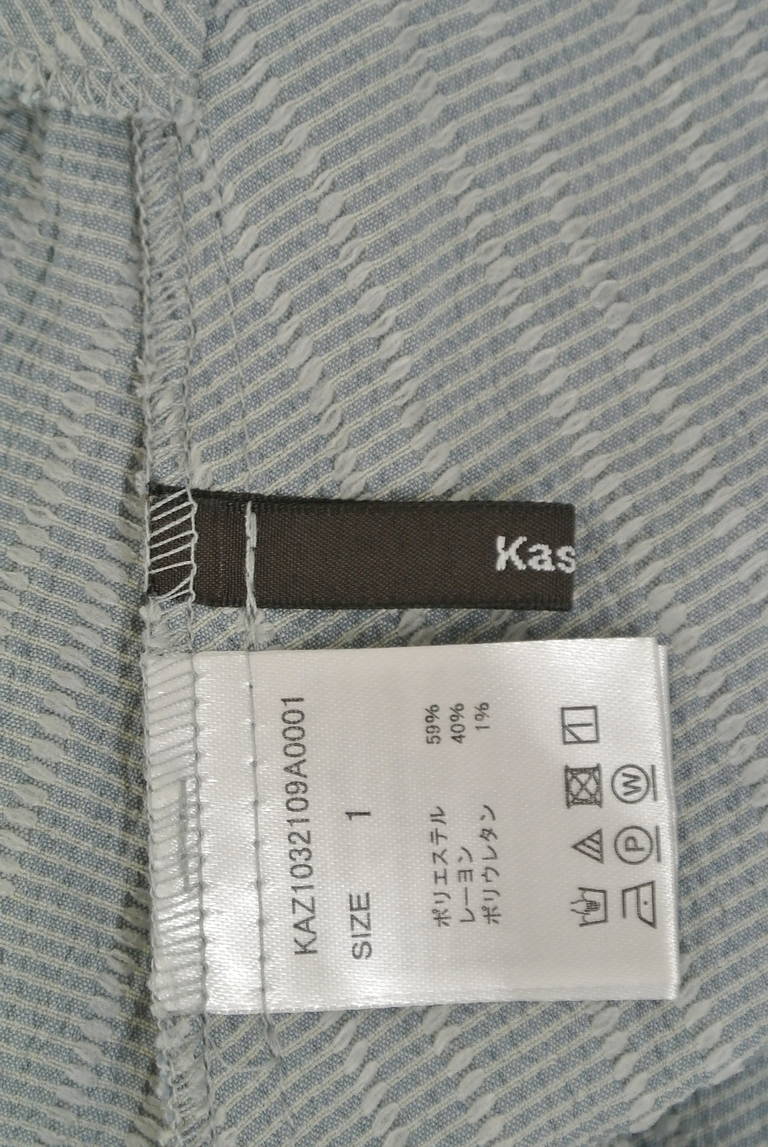 Kas
KAZ1032109A0001
SIZE 1
ポリエステル 59%
レーヨン 40%
ポリウレタン 1%
P W